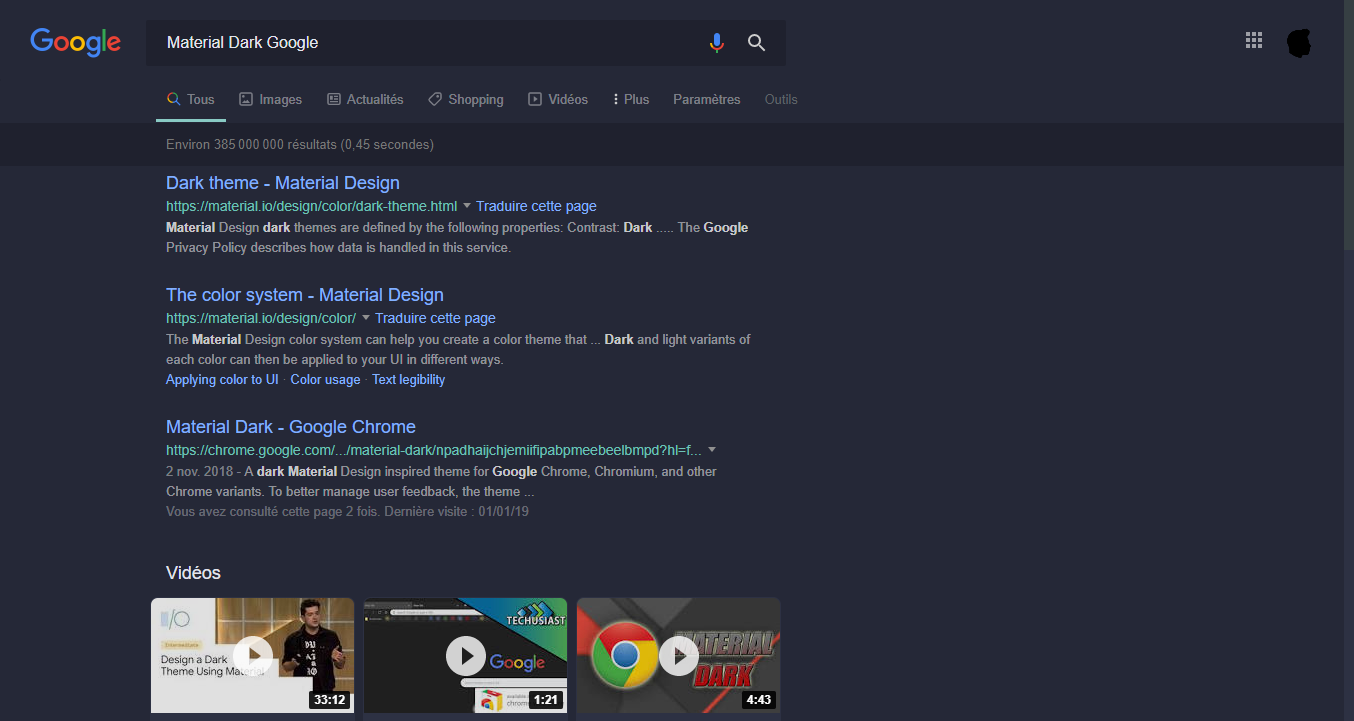 Google
Material Dark Google
Tous Images Actualités Shopping Vidéos Plus Paramètres Outils
Environ 385 000 000 résultats (0,45 secondes)
Dark theme - Material Design
https://material.io/design/color/dark-theme.html Traduire cette page
Material Design dark themes are defined by the following properties: Contrast: Dark ..... The Google
Privacy Policy describes how data is handled in this service.
The color system - Material Design
https://material.io/design/color/ Traduire cette page
The Material Design color system can help you create a color theme that ... Dark and light variants of
each color can then be applied to your UI in different ways.
Applying color to UI · Color usage · Text legibility
Material Dark - Google Chrome
https://chrome.google.com/.../material-dark/npadhaijchjemiifipabpmeebeelbmpd?hl=f...
2 nov. 2018 - A dark Material Design inspired theme for Google Chrome, Chromium, and other
Chrome variants. To better manage user feedback, the theme ...
Vous avez consulté cette page 2 fois. Dernière visite : 01/01/19
Vidéos
I/O
Design a Dark
Theme Using Material
33:12
TECHUSIAST
Google
available
chrome
1:21
MATERIAL
DARK
4:43